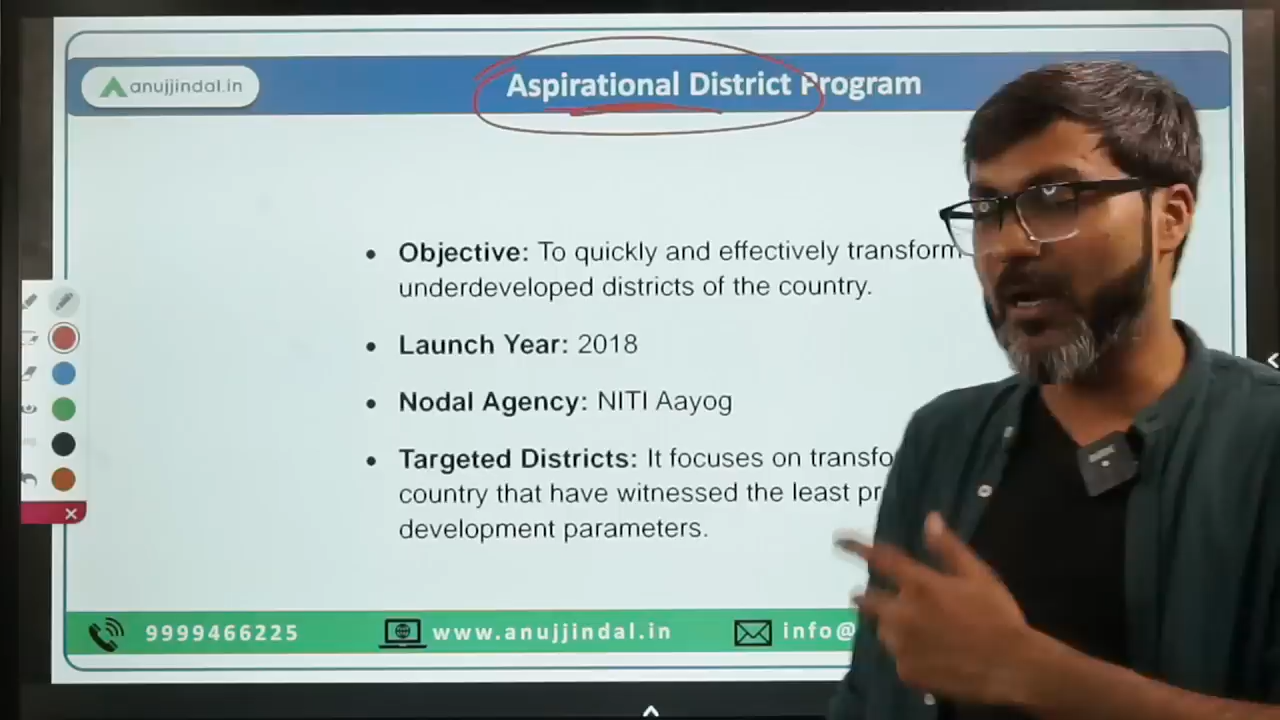 anujjindal.in
Aspirational District Program
• Objective: To quickly and effectively transform
underdeveloped districts of the country.
• Launch Year: 2018
• Nodal Agency: NITI Aayog
• Targeted Districts: It focuses on
country that have witnessed the least
development parameters.
9999466225
www.anujjindal.in
info@